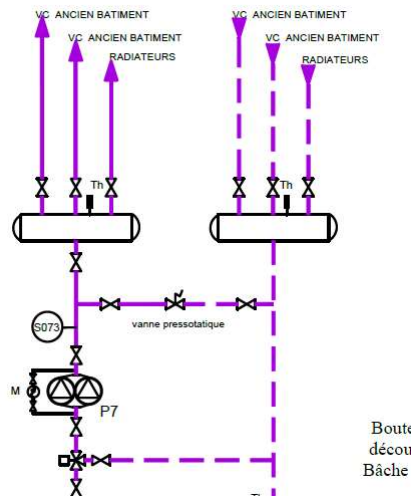 VC ANCIEN BATIMENT
VC ANCIEN BATIMENT
VC ANCIEN BATIMENT
VC ANCIEN BATIMENT
RADIATEURS
RADIATEURS
Th
Th
S073
vanne pressotatique
M
P7
Boute
décou
Bâche